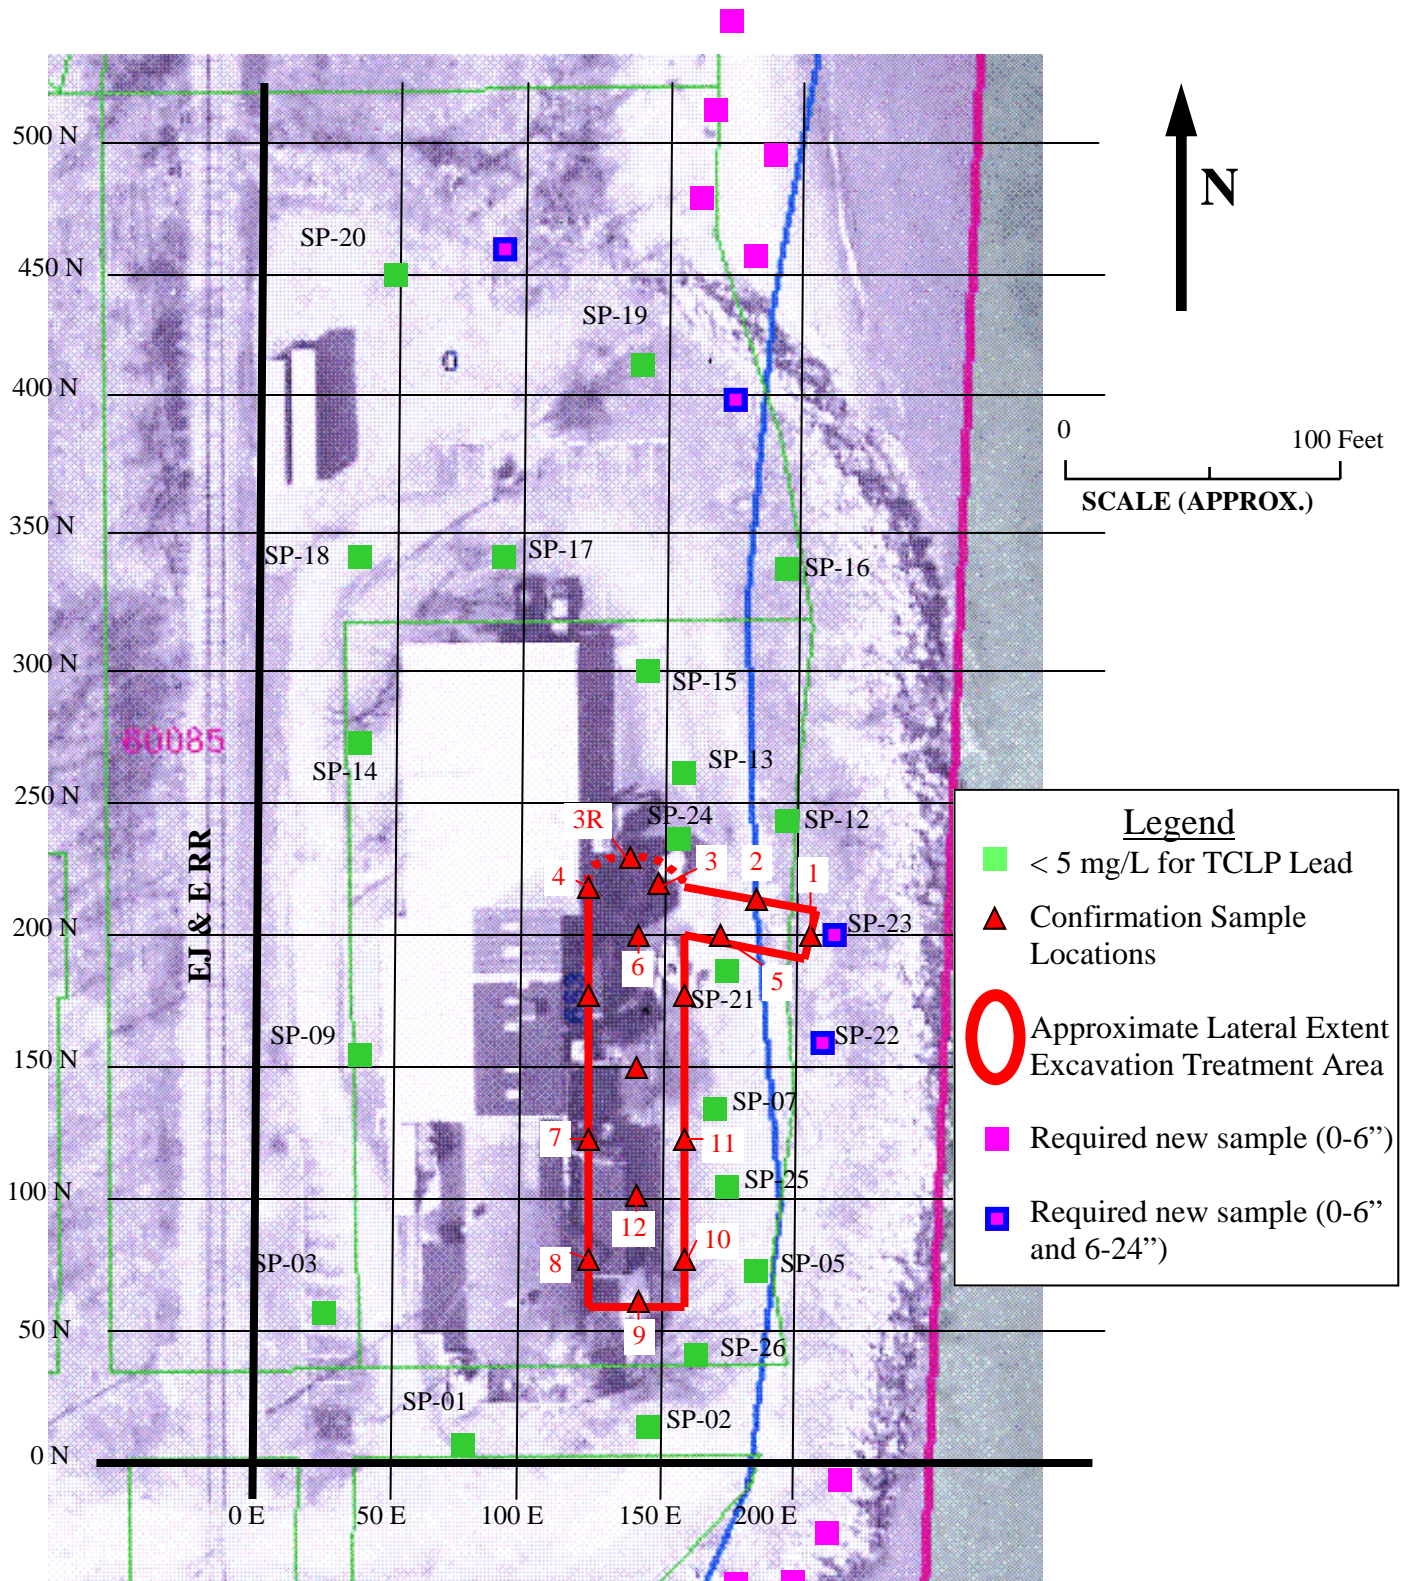 500 N
N
SP-20
450 N
SP-19
400 N
0
100 Feet
SCALE (APPROX.)
350 N
SP-18
SP-17
SP-16
300 N
SP-15
60085
SP-14
SP-13
250 N
3R
SP-24
SP-12
4
3
2
1
EJ & E RR
200 N
SP-23
6
5
SP-21
SP-09
SP-22
150 N
SP-07
7
11
SP-25
100 N
12
10
8
SP-03
SP-05
50 N
9
SP-26
SP-01
SP-02
0 N
0 E
50 E
100 E
150 E
200 E
Legend
< 5 mg/L for TCLP Lead
Confirmation Sample
Locations
Approximate Lateral Extent
Excavation Treatment Area
Required new sample (0-6”)
Required new sample (0-6”
and 6-24”)